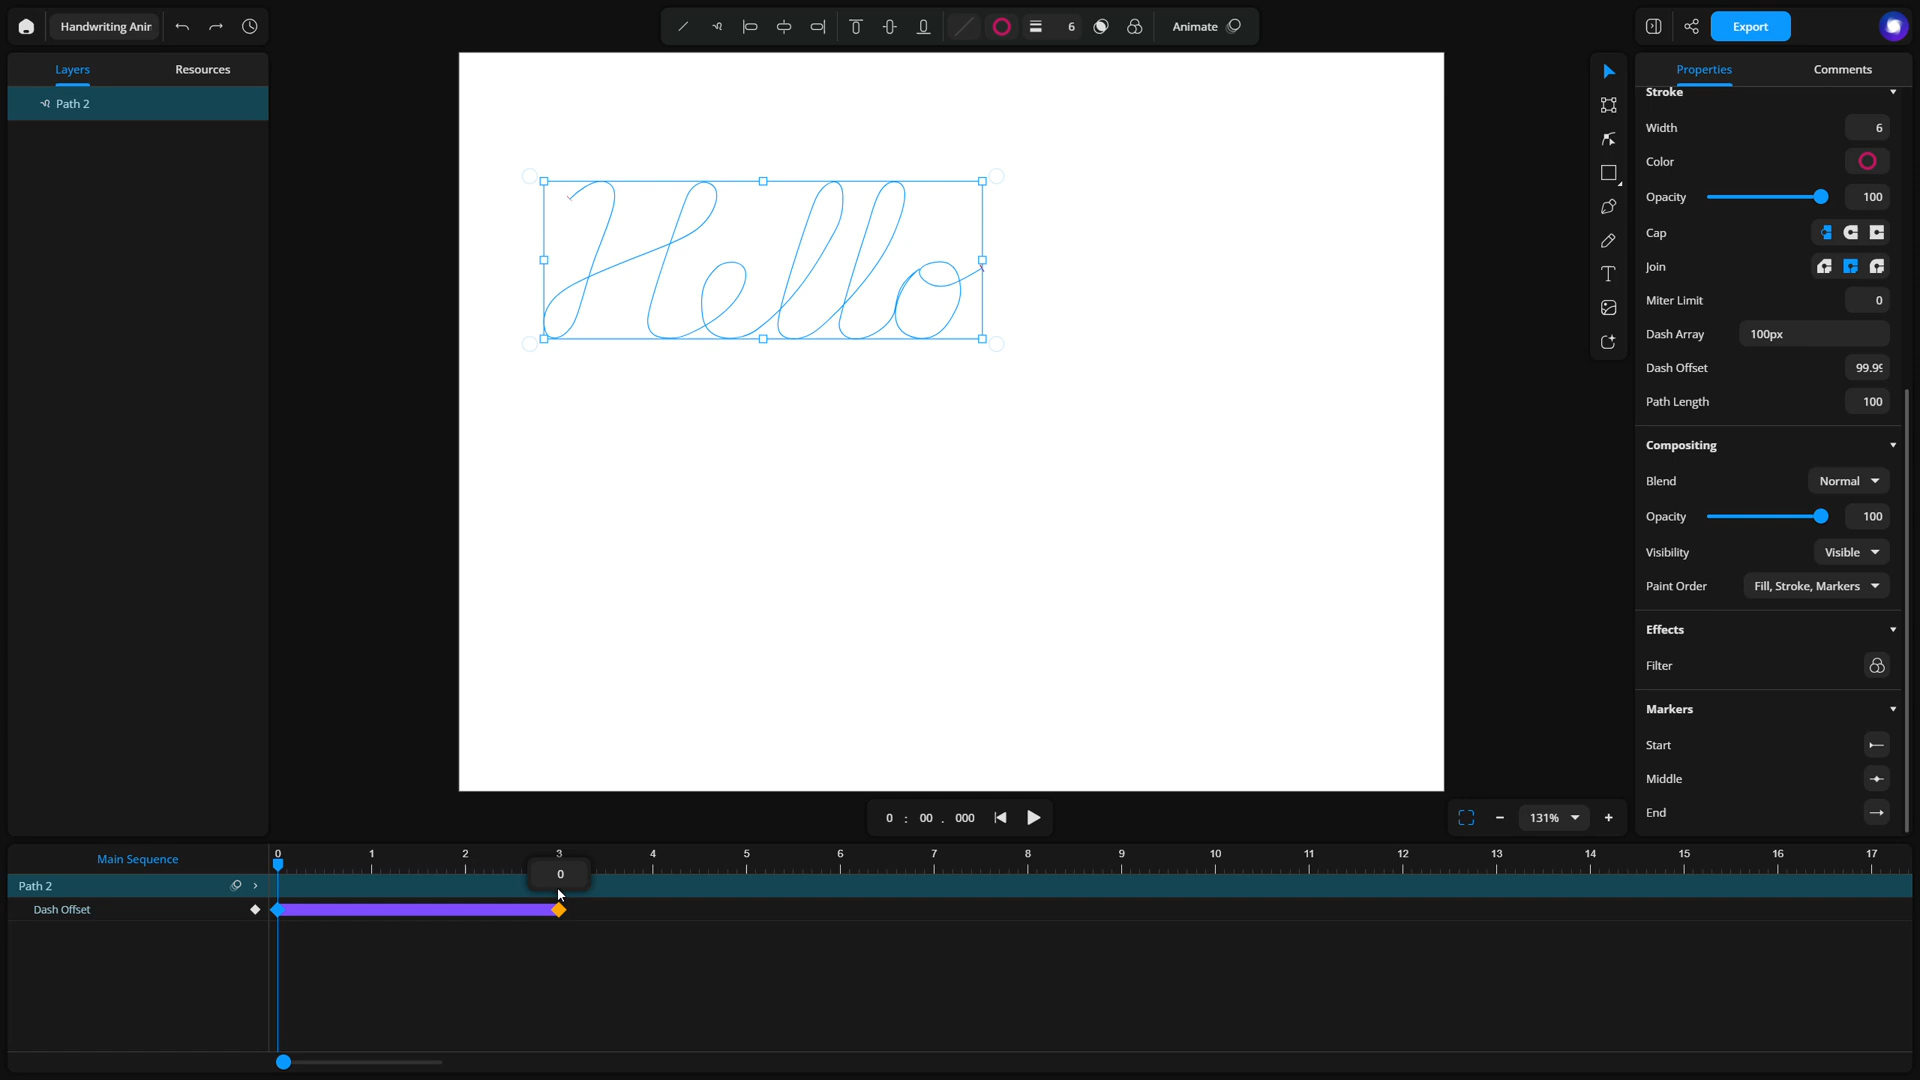 Handwriting Anir
6
Animate
Export
Layers
Resources
Path 2
Hello
Properties
Comments
Stroke
Width
6
Color
Opacity
100
Cap
Join
Miter Limit
0
Dash Array
100px
Dash Offset
99.99
Path Length
100
Compositing
Blend
Normal
Opacity
100
Visibility
Visible
Paint Order
Fill, Stroke, Markers
Effects
Filter
Markers
Start
Middle
End
0 : 00 . 000
131%
Main Sequence
0 1 2 3 4 5 6 7 8 9 10 11 12 13 14 15 16 17
0
Path 2
Dash Offset